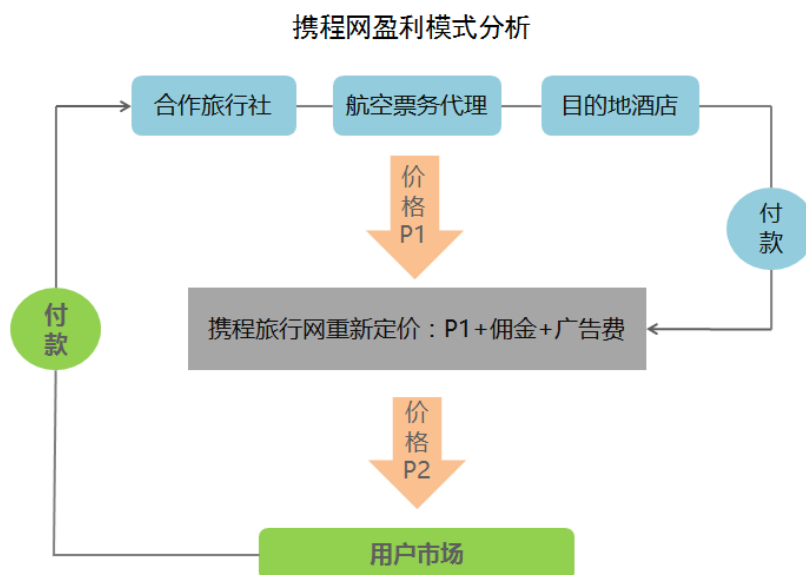 携程网盈利模式分析
合作旅行社
航空票务代理
目的地酒店
价
格
P1
付
款
付
款
携程旅行网重新定价：P1+佣金+广告费
价
格
P2
用户市场